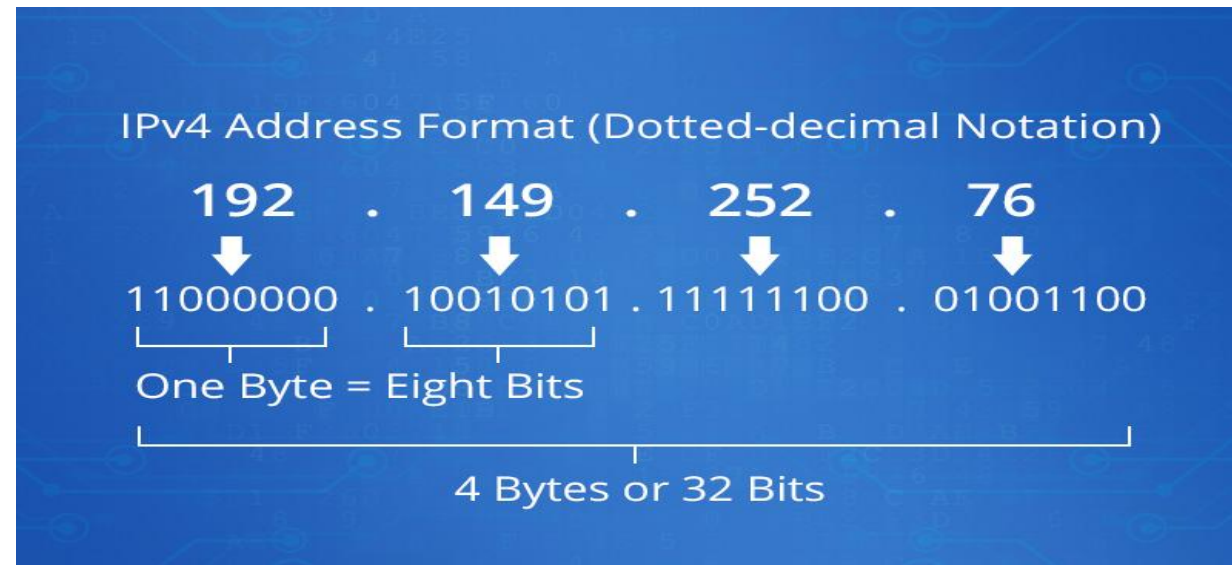 IPv4 Address Format (Dotted-decimal Notation)
192 . 149 . 252 . 76
11000000 . 10010101 . 11111100 . 01001100
One Byte = Eight Bits
4 Bytes or 32 Bits